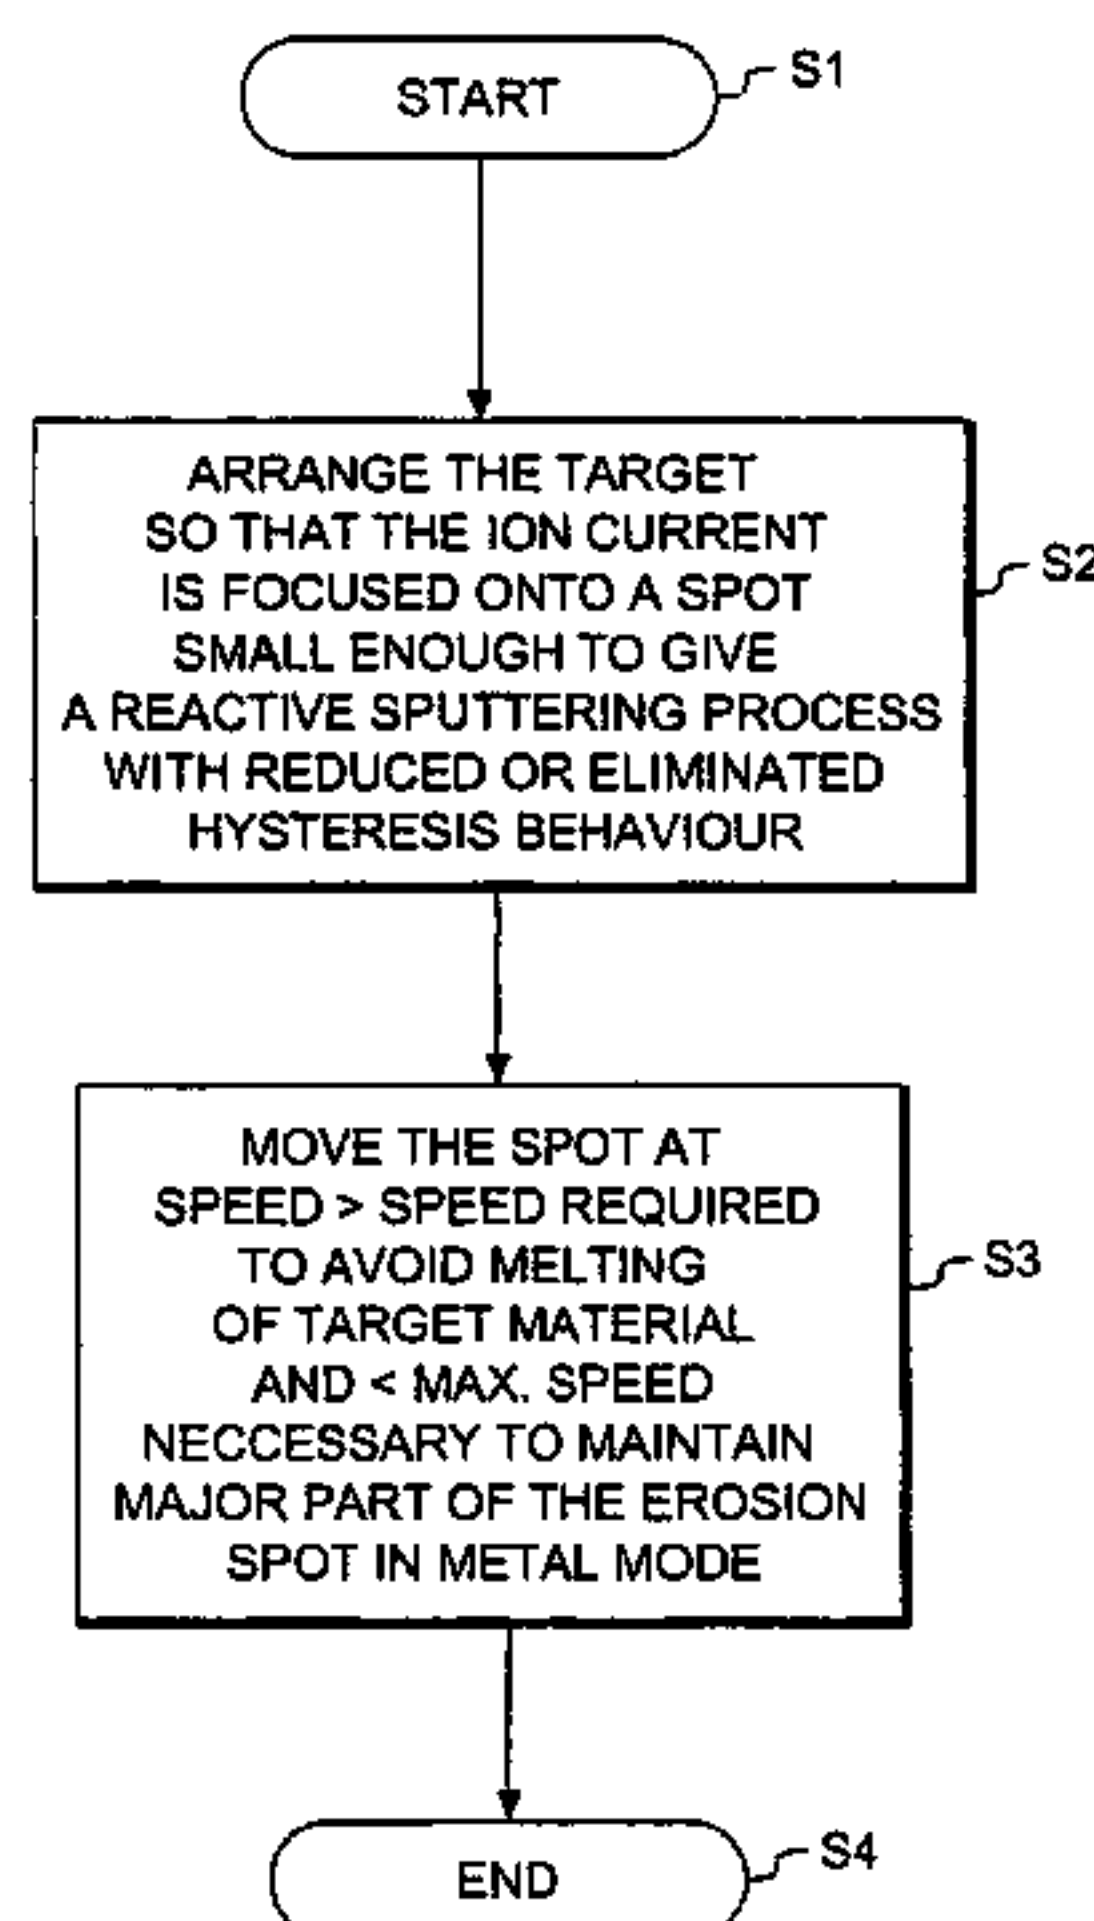 START
S1
ARRANGE THE TARGET
SO THAT THE ION CURRENT
IS FOCUSED ONTO A SPOT
SMALL ENOUGH TO GIVE
A REACTIVE SPUTTERING PROCESS
WITH REDUCED OR ELIMINATED
HYSTERESIS BEHAVIOUR
S2
MOVE THE SPOT AT
SPEED > SPEED REQUIRED
TO AVOID MELTING
OF TARGET MATERIAL
AND < MAX. SPEED
NECCESSARY TO MAINTAIN
MAJOR PART OF THE EROSION
SPOT IN METAL MODE
S3
END
S4